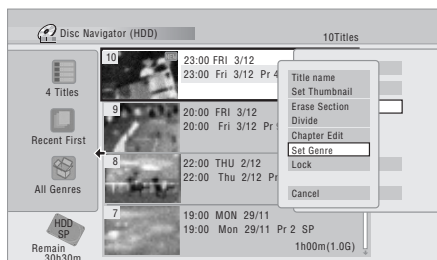 Disc Navigator (HDD)
10Titles
4 Titles
Recent First
All Genres
HDD
SP
Remain
30h30m
10
23:00 FRI 3/12
23:00 Fri 3/12 Pr 4
9
20:00 FRI 3/12
20:00 Fri 3/12 Pr
8
22:00 THU 2/12
22:00 Thu 2/12 Pr
7
19:00 MON 29/11
19:00 Mon 29/11 Pr 2 SP
1h00m(1.0G)
Title name
Set Thumbnail
Erase Section
Divide
Chapter Edit
Set Genre
Lock
Cancel